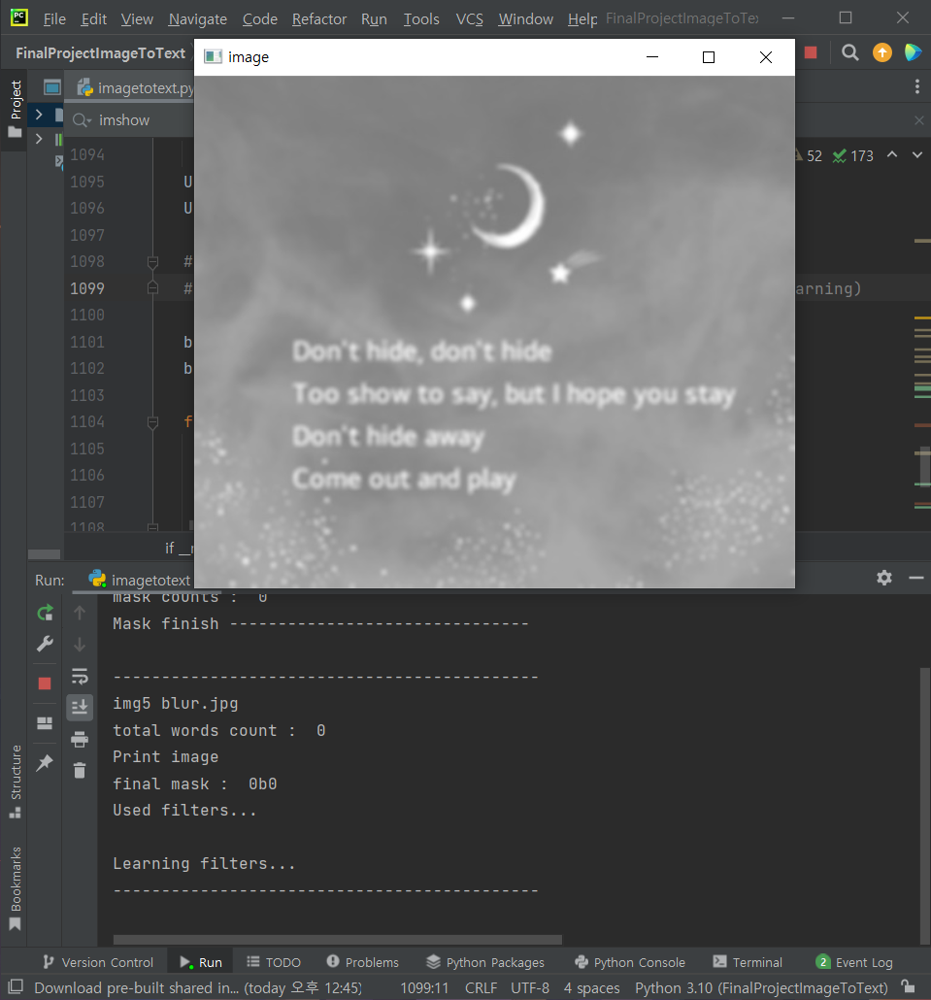 File Edit View Navigate Code Refactor Run Tools VCS Window Help FinalProjectImageToTe
FinalProjectImageToText
image
Project
imagetotext.py
imshow
52 173
1094
1095 U
1096 U
1097
1098 #
1099 # arning)
1100
1101 b
1102 b
1103
1104 f
1105
1106
1107
1108
Don't hide, don't hide
Too show to say, but I hope you stay
Don't hide away
Come out and play
if __
Run: imagetotext
mask counts : 0
Mask finish -------------------------------
--------------------------------------------
img5 blur.jpg
total words count : 0
Print image
final mask : 0b0
Used filters...
Learning filters...
--------------------------------------------
Structure
Bookmarks
Version Control Run TODO Problems Python Packages Python Console Terminal 2 Event Log
Download pre-built shared in... (today 오후 12:45) 1099:11 CRLF UTF-8 4 spaces Python 3.10 (FinalProjectImageToText)